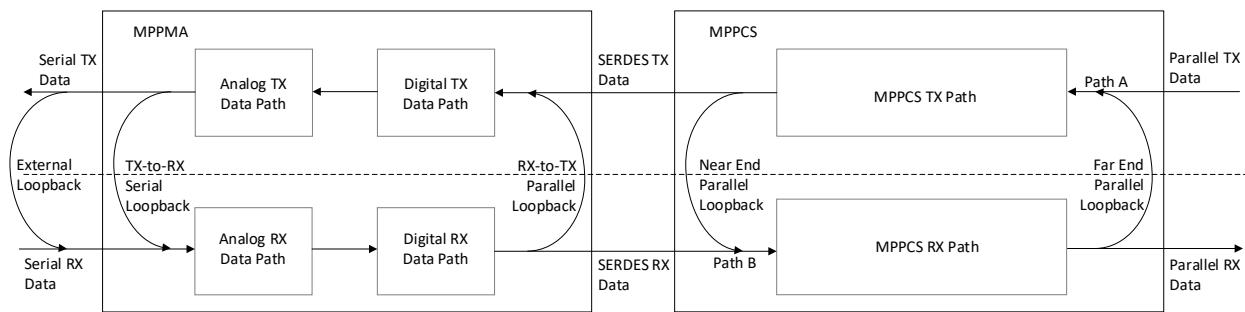 MPPMA
MPPCS
Serial TX
Data
Analog TX
Data Path
Digital TX
Data Path
SERDES TX
Data
MPPCS TX Path
Path A
Parallel TX
Data
External
Loopback
TX-to-RX
Serial
Loopback
RX-to-TX
Parallel
Loopback
Near End
Parallel
Loopback
Far End
Parallel
Loopback
Serial RX
Data
Analog RX
Data Path
Digital RX
Data Path
SERDES RX
Data
Path B
MPPCS RX Path
Parallel RX
Data